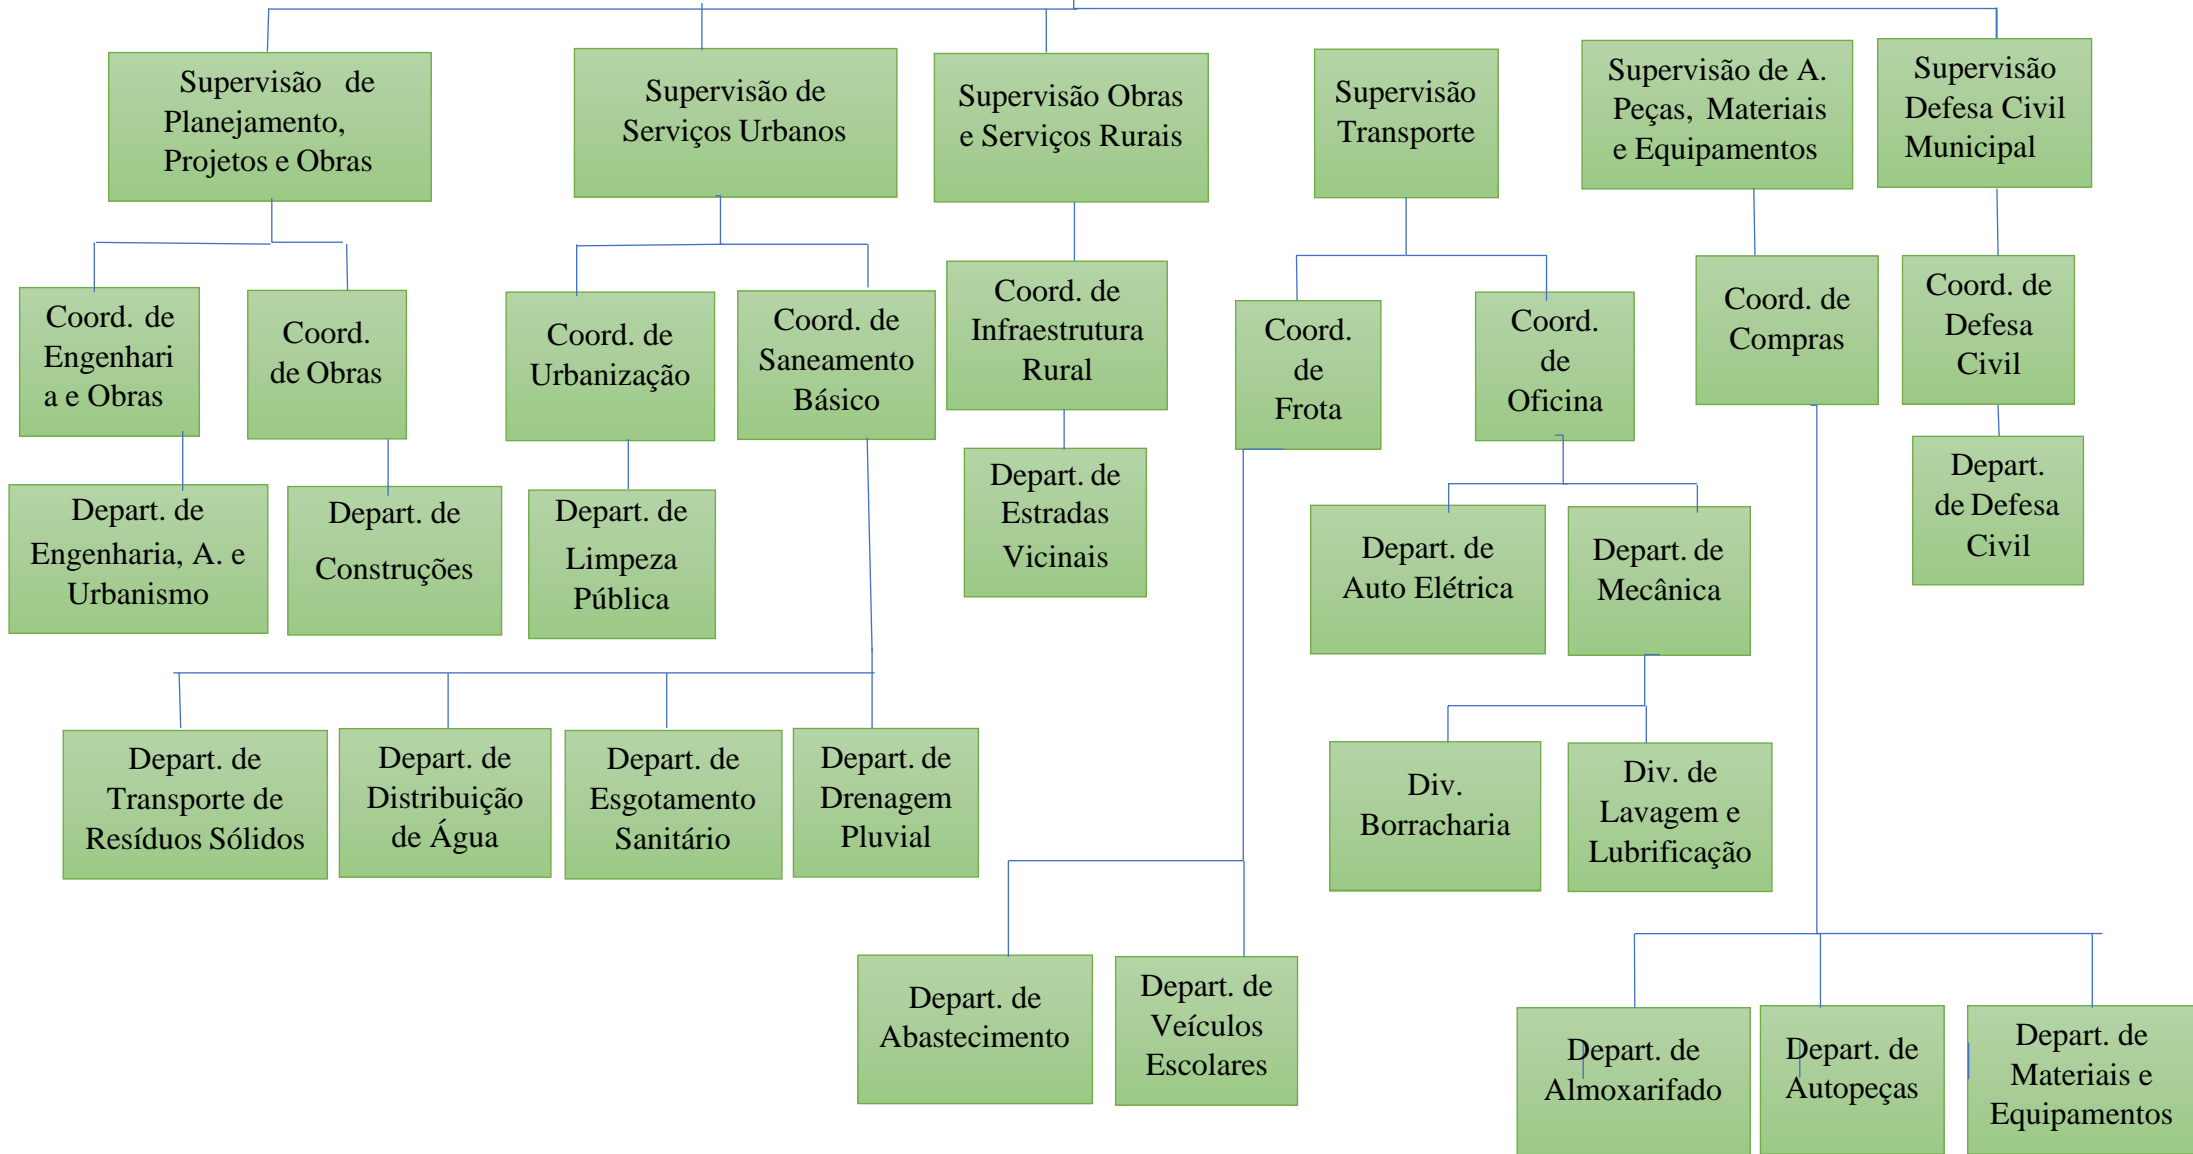 Supervisão de
Planejamento,
Projetos e Obras
Supervisão de
Serviços Urbanos
Supervisão Obras
e Serviços Rurais
Supervisão
Transporte
Supervisão de A.
Peças, Materiais
e Equipamentos
Supervisão
Defesa Civil
Municipal
Coord. de
Engenhari
a e Obras
Coord.
de Obras
Coord. de
Urbanização
Coord. de
Saneamento
Básico
Coord. de
Infraestrutura
Rural
Coord.
de
Frota
Coord.
de
Oficina
Coord. de
Compras
Coord. de
Defesa
Civil
Depart. de
Engenharia, A. e
Urbanismo
Depart. de
Construções
Depart. de
Limpeza
Pública
Depart. de
Estradas
Vicinais
Depart. de
Auto Elétrica
Depart. de
Mecânica
Depart.
de Defesa
Civil
Depart. de
Transporte de
Resíduos Sólidos
Depart. de
Distribuição
de Água
Depart. de
Esgotamento
Sanitário
Depart. de
Drenagem
Pluvial
Div.
Borracharia
Div. de
Lavagem e
Lubrificação
Depart. de
Abastecimento
Depart. de
Veículos
Escolares
Depart. de
Almoxarifado
Depart. de
Autopeças
Depart. de
Materiais e
Equipamentos